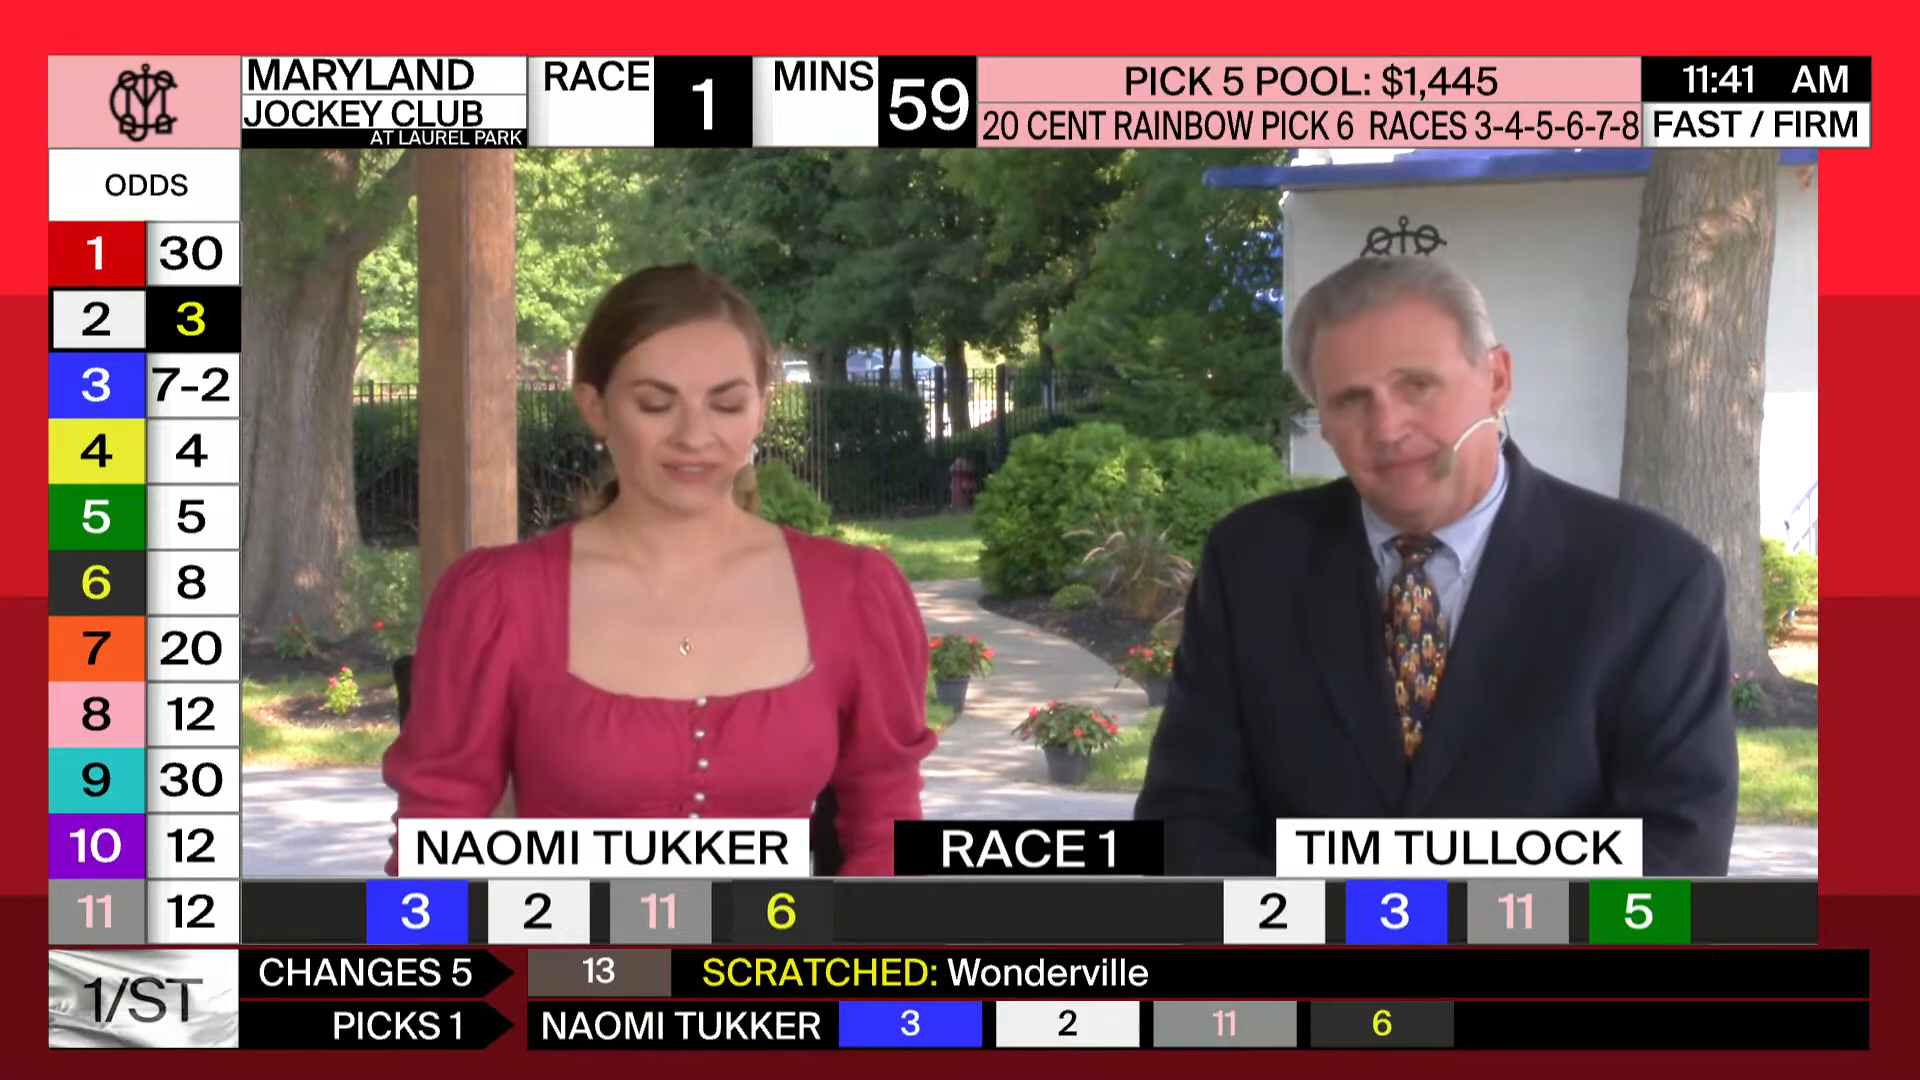 MARYLAND
JOCKEY CLUB
AT LAUREL PARK
RACE 1
MINS 59
PICK 5 POOL: $1,445
20 CENT RAINBOW PICK 6 RACES 3-4-5-6-7-8
11:41 AM
FAST / FIRM
ODDS
1 30
2 3
3 7-2
4 4
5 5
6 8
7 20
8 12
9 30
10 12
11 12
NAOMI TUKKER
RACE 1
TIM TULLOCK
3 2 11 6
2 3 11 5
1/ST
CHANGES 5
13 SCRATCHED: Wonderville
PICKS 1
NAOMI TUKKER 3 2 11 6